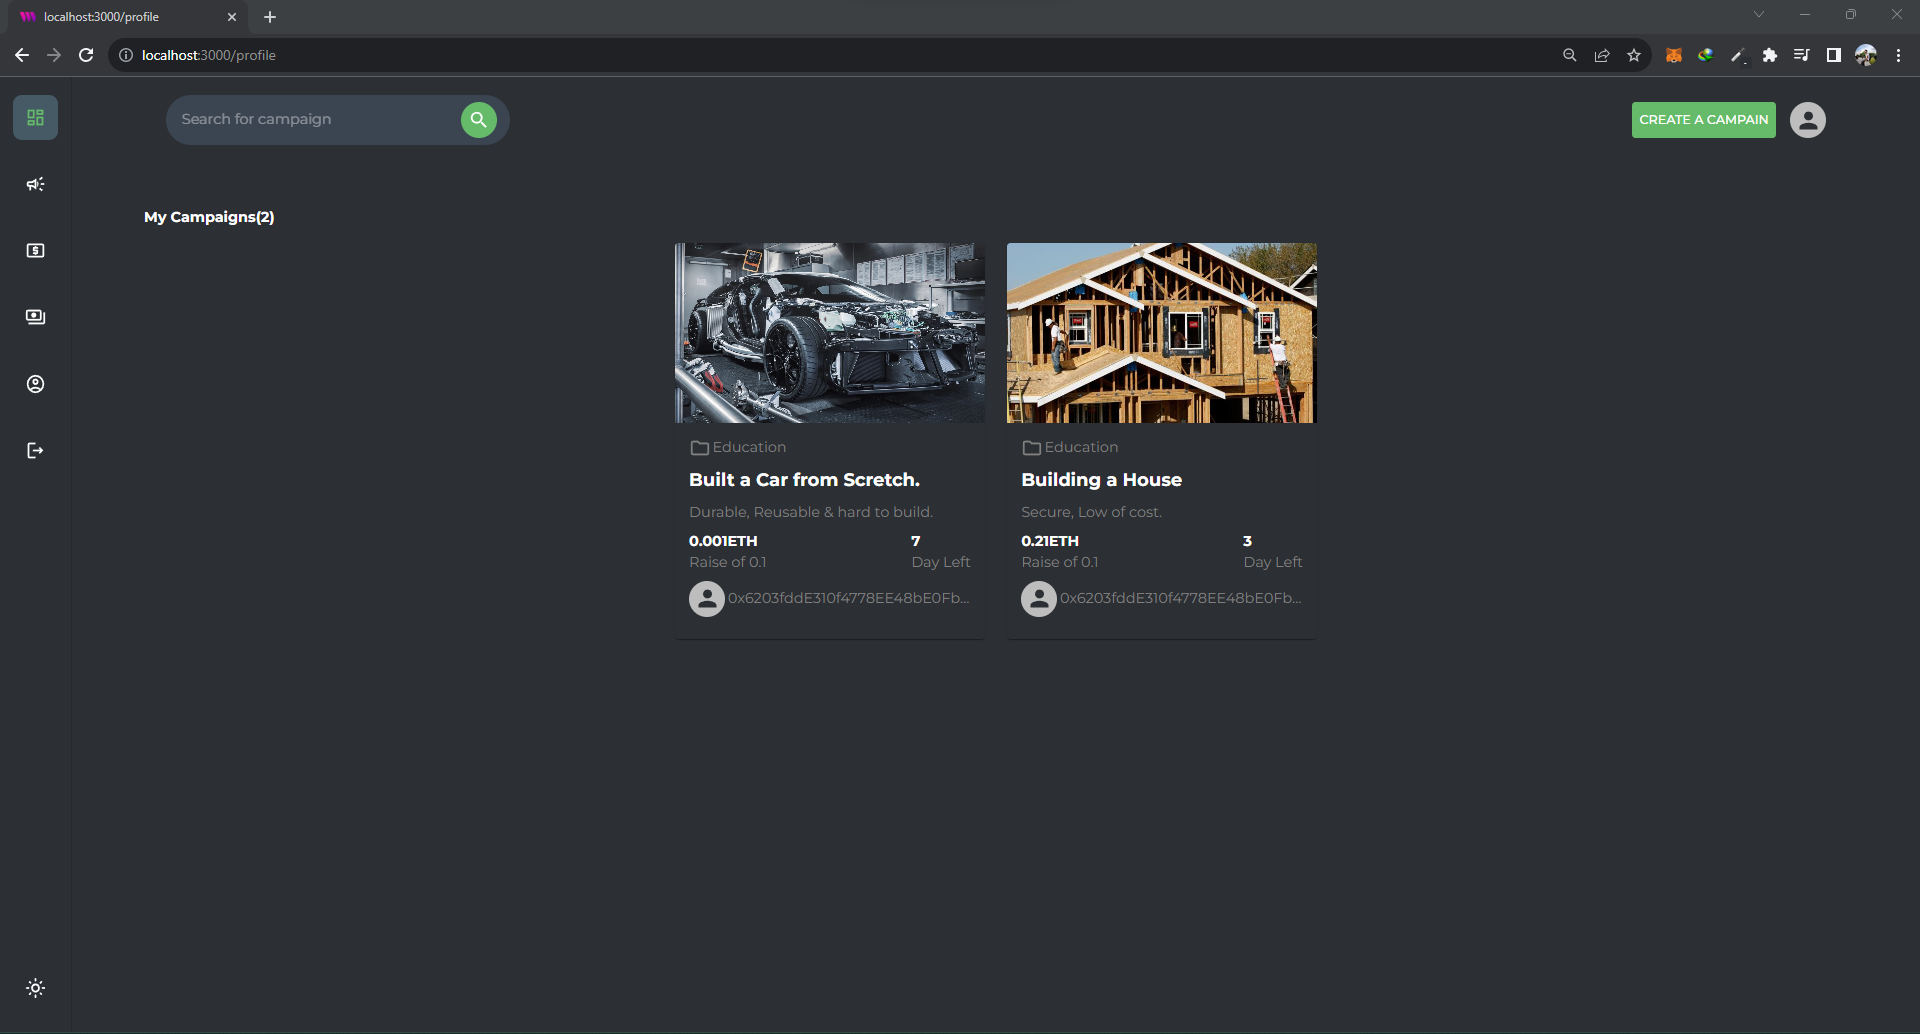 localhost:3000/profile
localhost:3000/profile
Search for campaign
CREATE A CAMPAIN
My Campaigns(2)
Education
Built a Car from Scretch.
Durable, Reusable & hard to build.
0.001ETH 7
Raise of 0.1 Day Left
0x6203fddE310f4778EE48bE0Fb...
Education
Building a House
Secure, Low of cost.
0.21ETH 3
Raise of 0.1 Day Left
0x6203fddE310f4778EE48bE0Fb...